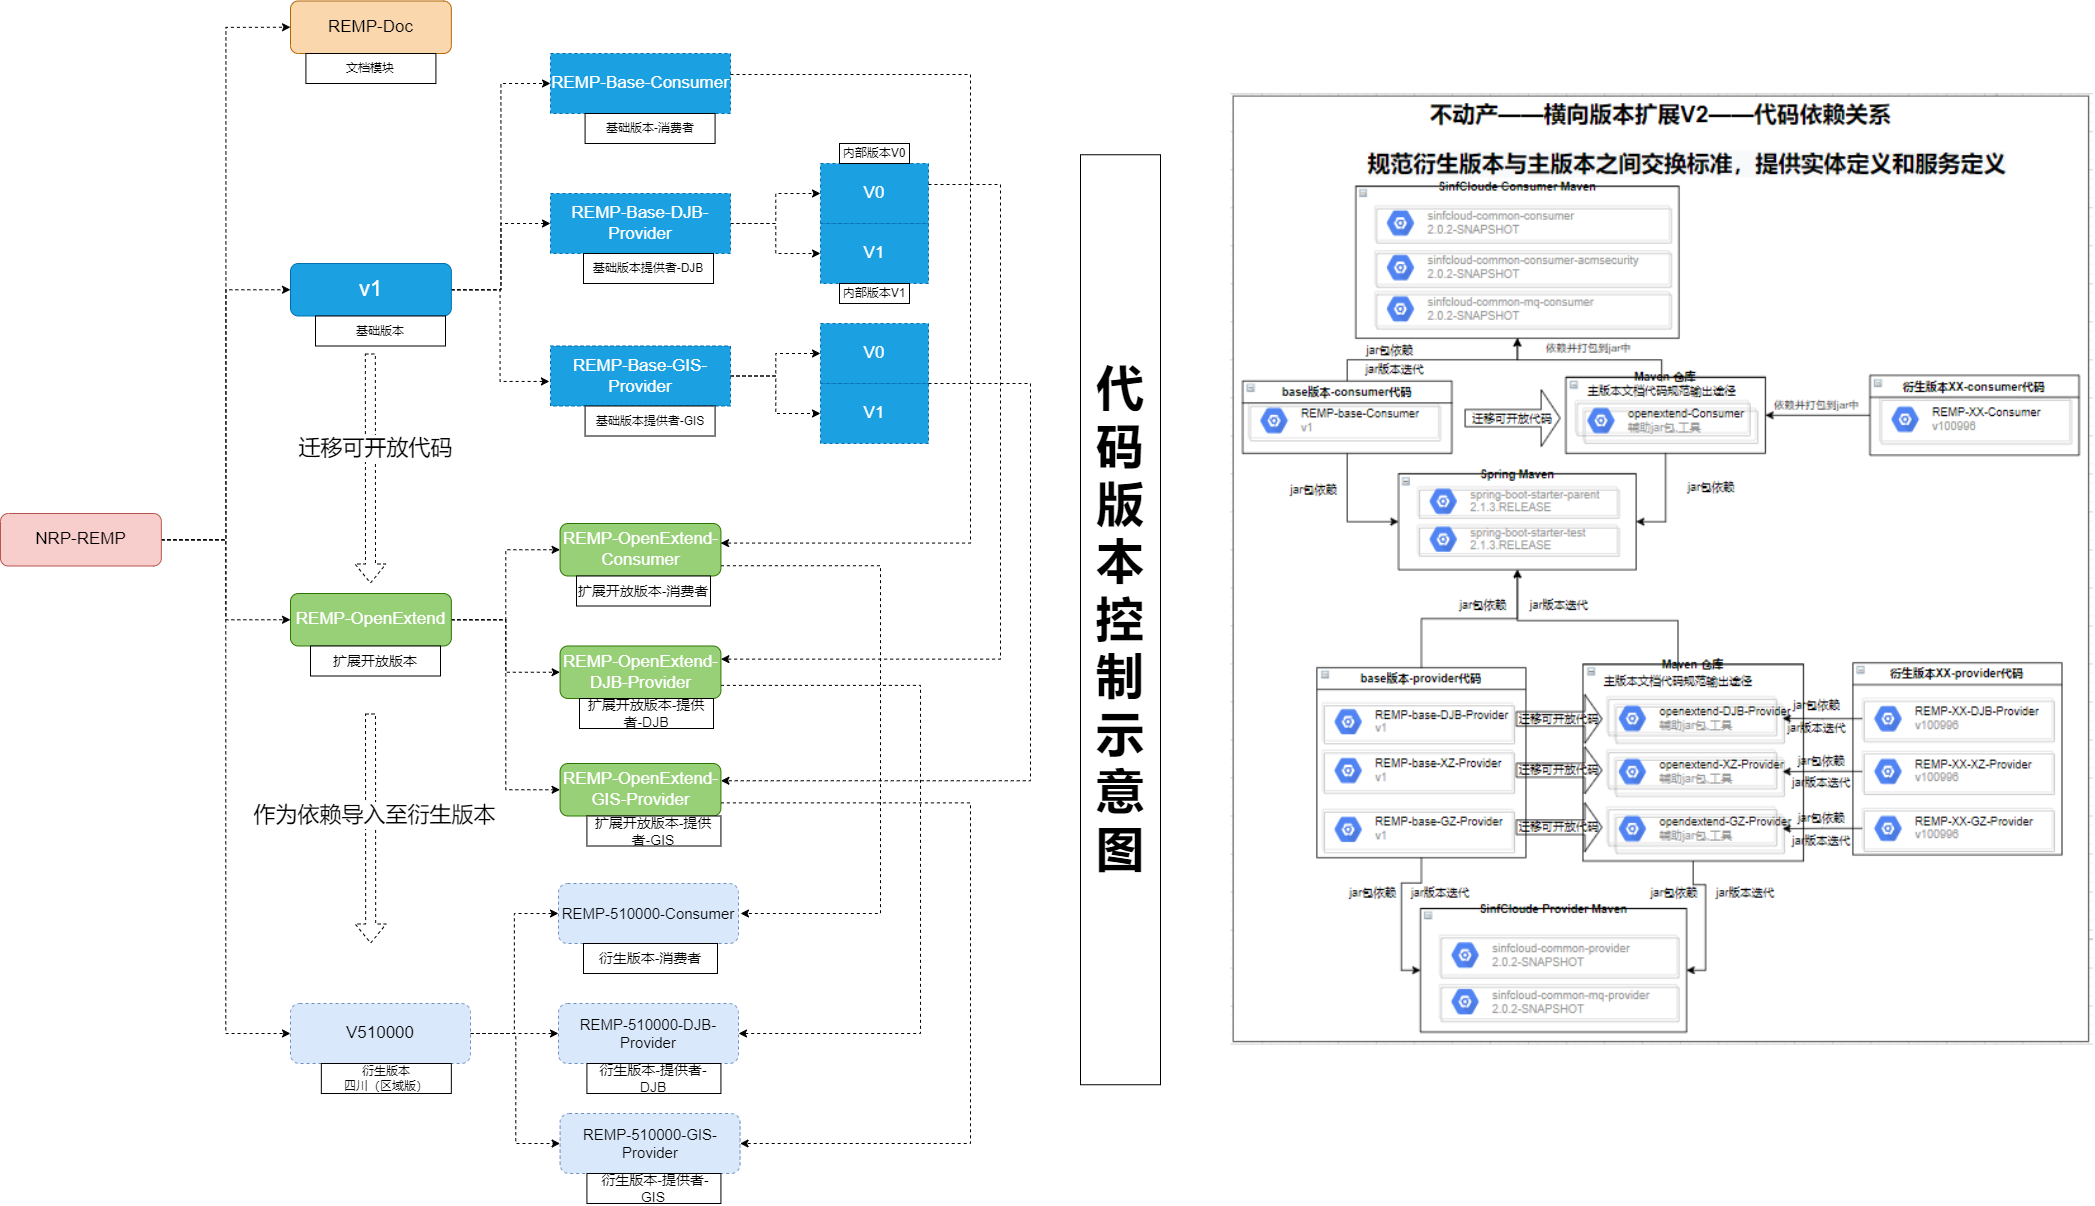 REMP-Doc
文档模块
REMP-Base-Consumer
基础版本-消费者
内部版本V0
V0
REMP-Base-DJB-
Provider
基础版本提供者-DJB
V1
内部版本V1
v1
基础版本
V0
REMP-Base-GIS-
Provider
基础版本提供者-GIS
V1
迁移可开放代码
NRP-REMP
REMP-OpenExtend-
Consumer
扩展开放版本-消费者
REMP-OpenExtend
扩展开放版本
REMP-OpenExtend-
DJB-Provider
扩展开放版本-提供
者-DJB
REMP-OpenExtend-
GIS-Provider
扩展开放版本-提供
者-GIS
作为依赖导入至衍生版本
REMP-510000-Consumer
衍生版本-消费者
V510000
衍生版本
四川（区域版）
REMP-510000-DJB-
Provider
衍生版本-提供者-
DJB
REMP-510000-GIS-
Provider
衍生版本-提供者-
GIS
代码版本控制示意图
不动产——横向版本扩展V2——代码依赖关系
规范衍生版本与主版本之间交换标准，提供实体定义和服务定义
SinfCloude Consumer Maven
sinfcloud-common-consumer
2.0.2-SNAPSHOT
sinfcloud-common-consumer-acmsecurity
2.0.2-SNAPSHOT
sinfcloud-common-mq-consumer
2.0.2-SNAPSHOT
jar包依赖
依赖并打包到jar中
jar版本迭代
base版本-consumer代码
REMP-base-Consumer
v1
迁移可开放代码
Maven 仓库
主版本文档代码规范输出途径
openextend-Consumer
辅助jar包,工具
依赖并打包到jar中
衍生版本XX-consumer代码
REMP-XX-Consumer
v100996
jar包依赖
Spring Maven
spring-boot-starter-parent
2.1.3.RELEASE
spring-boot-starter-test
2.1.3.RELEASE
jar包依赖
jar包依赖
jar版本迭代
base版本-provider代码
REMP-base-DJB-Provider
v1
REMP-base-XZ-Provider
v1
REMP-base-GZ-Provider
v1
迁移可开放代码
迁移可开放代码
迁移可开放代码
Maven 仓库
主版本文档代码规范输出途径
openextend-DJB-Provider
辅助jar包,工具
openextend-XZ-Provider
辅助jar包,工具
opendextend-GZ-Provider
辅助jar包,工具
jar包依赖
jar版本迭代
jar包依赖
jar版本迭代
jar包依赖
jar版本迭代
衍生版本XX-provider代码
REMP-XX-DJB-Provider
v100996
REMP-XX-XZ-Provider
v100996
REMP-XX-GZ-Provider
v100996
jar包依赖
jar版本迭代
jar包依赖
jar版本迭代
SinfCloude Provider Maven
sinfcloud-common-provider
2.0.2-SNAPSHOT
sinfcloud-common-mq-provider
2.0.2-SNAPSHOT